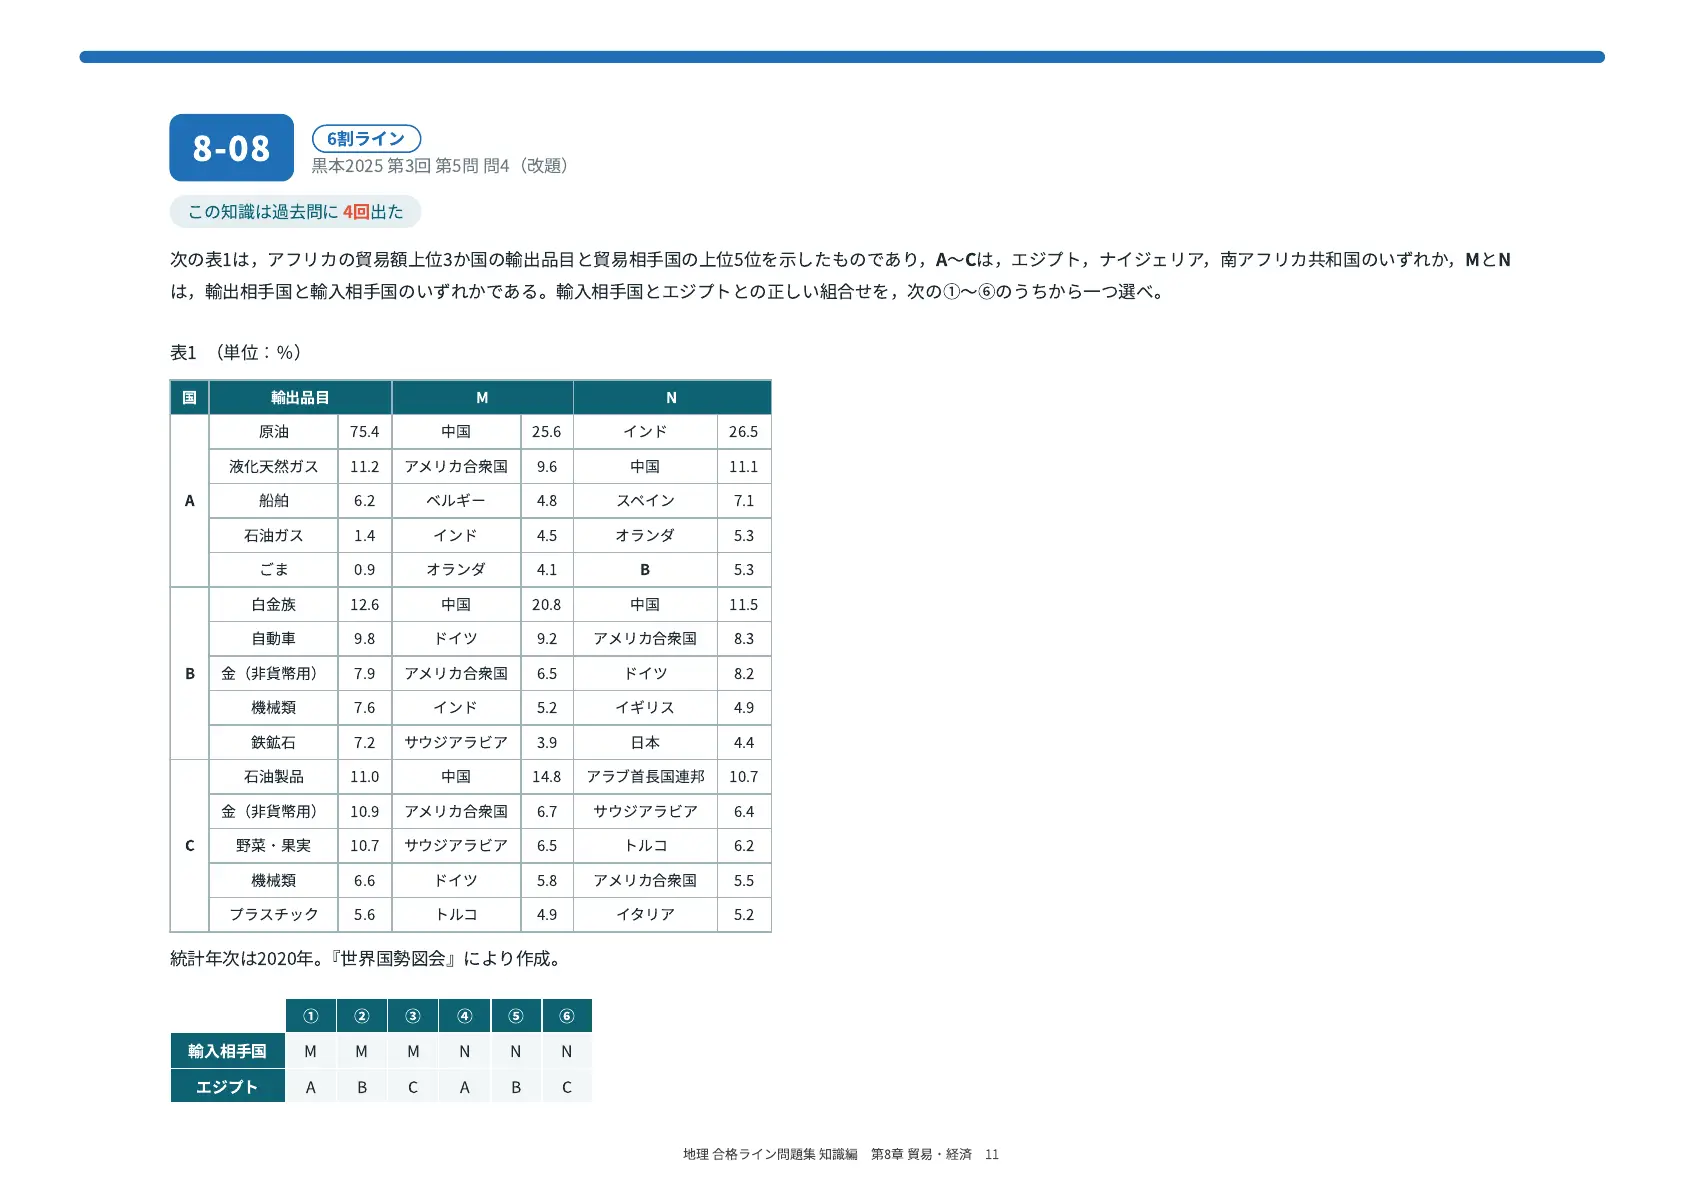 8-08
6割ライン
黒本2025 第3回 第5問 問4（改題）
この知識は過去問に 4回出た
次の表1は，アフリカの貿易額上位3か国の輸出品目と貿易相手国の上位5位を示したものであり，A～Cは，エジプト，ナイジェリア，南アフリカ共和国のいずれか，MとN
は，輸出相手国と輸入相手国のいずれかである。輸入相手国とエジプトとの正しい組合せを，次の①～⑥のうちから一つ選べ。
表1 （単位：％）
国 輸出品目 M N
原油 75.4 中国 25.6 インド 26.5
液化天然ガス 11.2 アメリカ合衆国 9.6 中国 11.1
A 船舶 6.2 ベルギー 4.8 スペイン 7.1
石油ガス 1.4 インド 4.5 オランダ 5.3
ごま 0.9 オランダ 4.1 B 5.3
白金族 12.6 中国 20.8 中国 11.5
自動車 9.8 ドイツ 9.2 アメリカ合衆国 8.3
B 金（非貨幣用） 7.9 アメリカ合衆国 6.5 ドイツ 8.2
機械類 7.6 インド 5.2 イギリス 4.9
鉄鉱石 7.2 サウジアラビア 3.9 日本 4.4
石油製品 11.0 中国 14.8 アラブ首長国連邦 10.7
金（非貨幣用） 10.9 アメリカ合衆国 6.7 サウジアラビア 6.4
C 野菜・果実 10.7 サウジアラビア 6.5 トルコ 6.2
機械類 6.6 ドイツ 5.8 アメリカ合衆国 5.5
プラスチック 5.6 トルコ 4.9 イタリア 5.2
統計年次は2020年。『世界国勢図会』により作成。
① ② ③ ④ ⑤ ⑥
輸入相手国 M M M N N N
エジプト A B C A B C
地理 合格ライン問題集 知識編 第8章 貿易・経済 11